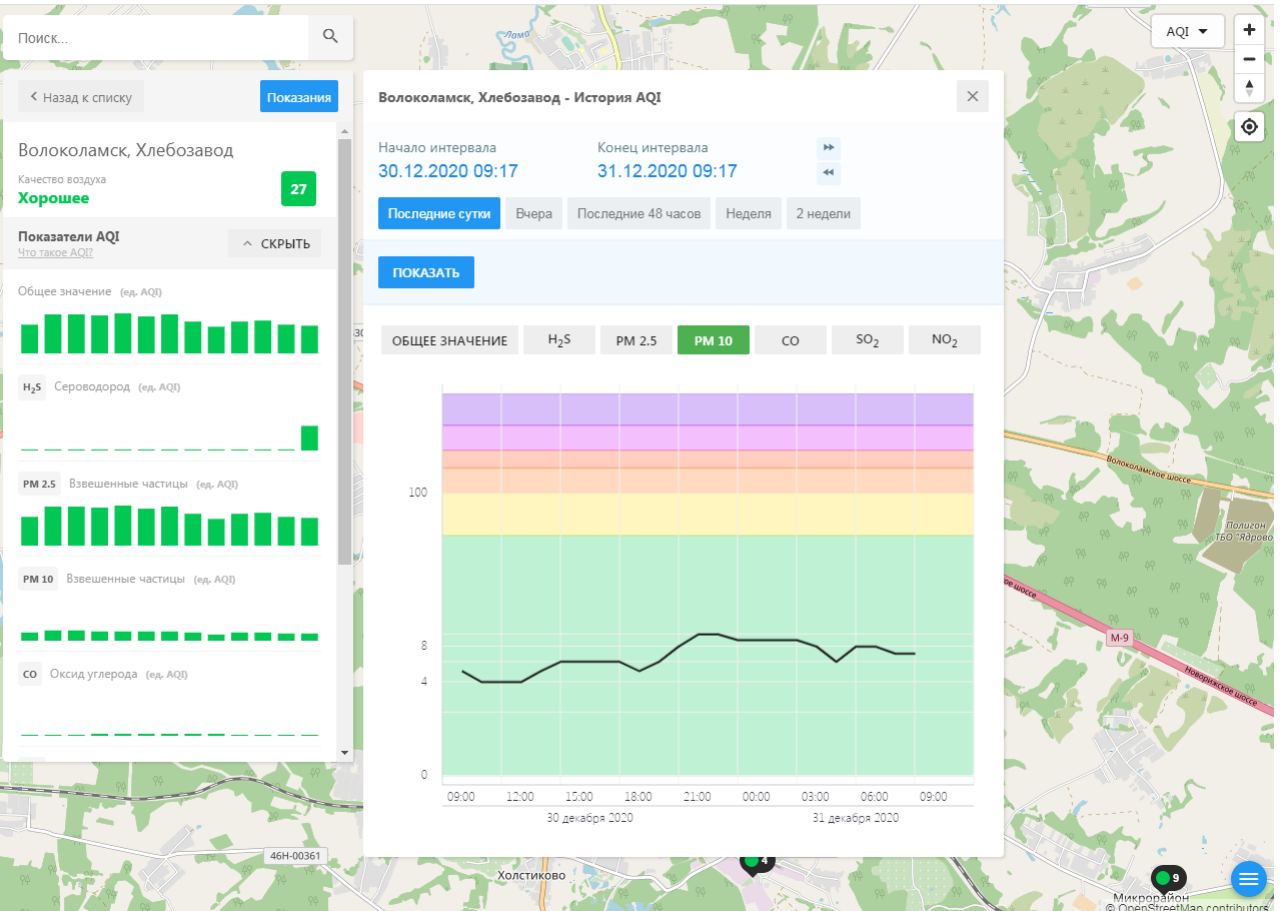 Поиск...
AQI
Назад к списку
Показания
Волоколамск, Хлебозавод
Качество воздуха
Хорошее
27
Показатели AQI
Что такое AQI?
СКРЫТЬ
Общее значение (ед. AQI)
H₂S Сероводород (ед. AQI)
PM 2.5 Взвешенные частицы (ед. AQI)
PM 10 Взвешенные частицы (ед. AQI)
CO Оксид углерода (ед. AQI)
Волоколамск, Хлебозавод - История AQI
Начало интервала
30.12.2020 09:17
Конец интервала
31.12.2020 09:17
Последние сутки Вчера Последние 48 часов Неделя 2 недели
ПОКАЗАТЬ
ОБЩЕЕ ЗНАЧЕНИЕ H₂S PM 2.5 PM 10 CO SO₂ NO₂
100
8
4
0
09:00 12:00 15:00 18:00 21:00 00:00 03:00 06:00 09:00
30 декабря 2020 31 декабря 2020
Лама
Волоколамское шоссе
Полигон
ТБО "Ядрово
ое шоссе
М-9
Новорижское шоссе
46Н-00361
Холстиково
4
9
Микрорайон
© OpenStreetMap contributors